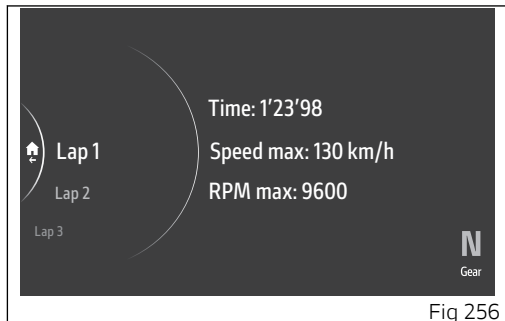 Time: 1'23'98
Lap 1
Speed max: 130 km/h
Lap 2
RPM max: 9600
Lap 3
N
Gear
Fig 256